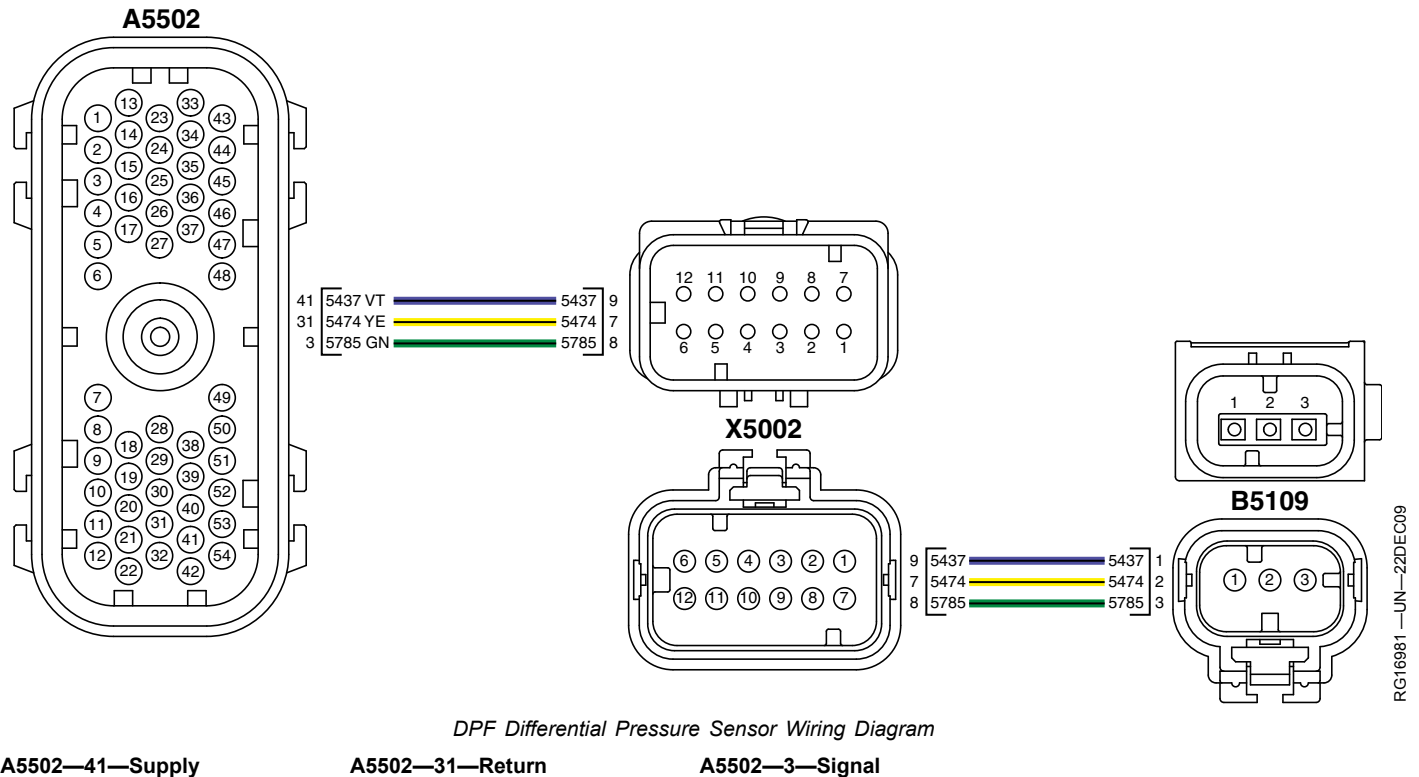 A5502
13 33
1 23 43
14 34
2 24 44
15 35
3 25 45
16 36
4 26 46
17 37
5 27 47
6 48
7 49
8 28 50
18 38
9 29 51
19 39
10 30 52
20 40
11 31 53
21 41
12 32 54
22 42
41 5437 VT 5437 9
31 5474 YE 5474 7
3 5785 GN 5785 8
12 11 10 9 8 7
6 5 4 3 2 1
X5002
6 5 4 3 2 1
12 11 10 9 8 7
9 5437 5437 1
7 5474 5474 2
8 5785 5785 3
1 2 3
B5109
1 2 3
RG16981 —UN—22DEC09
DPF Differential Pressure Sensor Wiring Diagram
A5502—41—Supply A5502—31—Return A5502—3—Signal